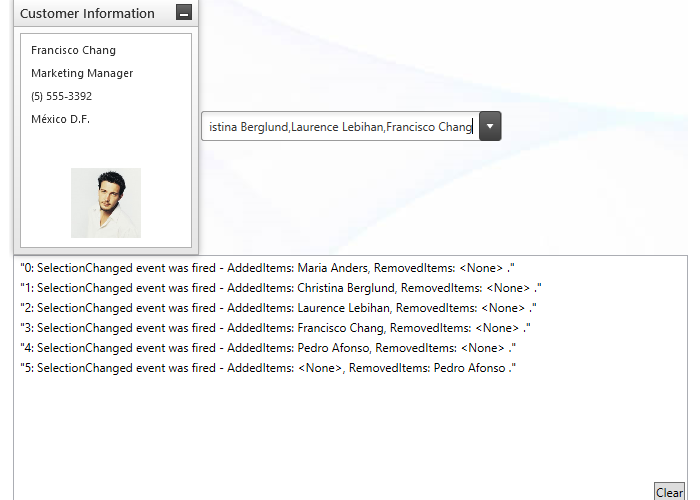 Customer Information
Francisco Chang
Marketing Manager
(5) 555-3392
México D.F.
istina Berglund,Laurence Lebihan,Francisco Chang
"0: SelectionChanged event was fired - AddedItems: Maria Anders, RemovedItems: <None> ."
"1: SelectionChanged event was fired - AddedItems: Christina Berglund, RemovedItems: <None> ."
"2: SelectionChanged event was fired - AddedItems: Laurence Lebihan, RemovedItems: <None> ."
"3: SelectionChanged event was fired - AddedItems: Francisco Chang, RemovedItems: <None> ."
"4: SelectionChanged event was fired - AddedItems: Pedro Afonso, RemovedItems: <None> ."
"5: SelectionChanged event was fired - AddedItems: <None>, RemovedItems: Pedro Afonso ."
Clear